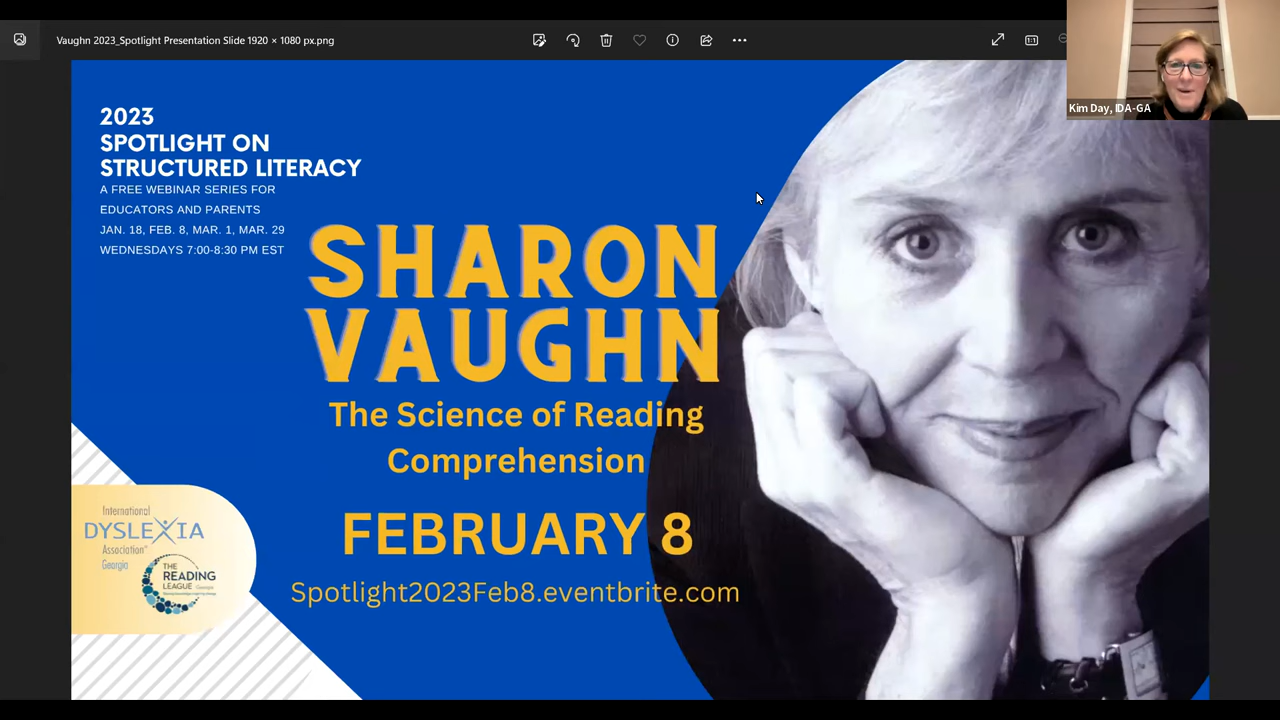 Vaughn 2023_Spotlight Presentation Slide 1920 × 1080 px.png
1:1
Kim Day, IDA-GA
2023
SPOTLIGHT ON
STRUCTURED LITERACY
A FREE WEBINAR SERIES FOR
EDUCATORS AND PARENTS
JAN. 18, FEB. 8, MAR. 1, MAR. 29
WEDNESDAYS 7:00-8:30 PM EST
SHARON
VAUGHN
The Science of Reading
Comprehension
FEBRUARY 8
Spotlight2023Feb8.eventbrite.com
International
DYSLEXIA
Association
Georgia
THE
READING
LEAGUE Georgia